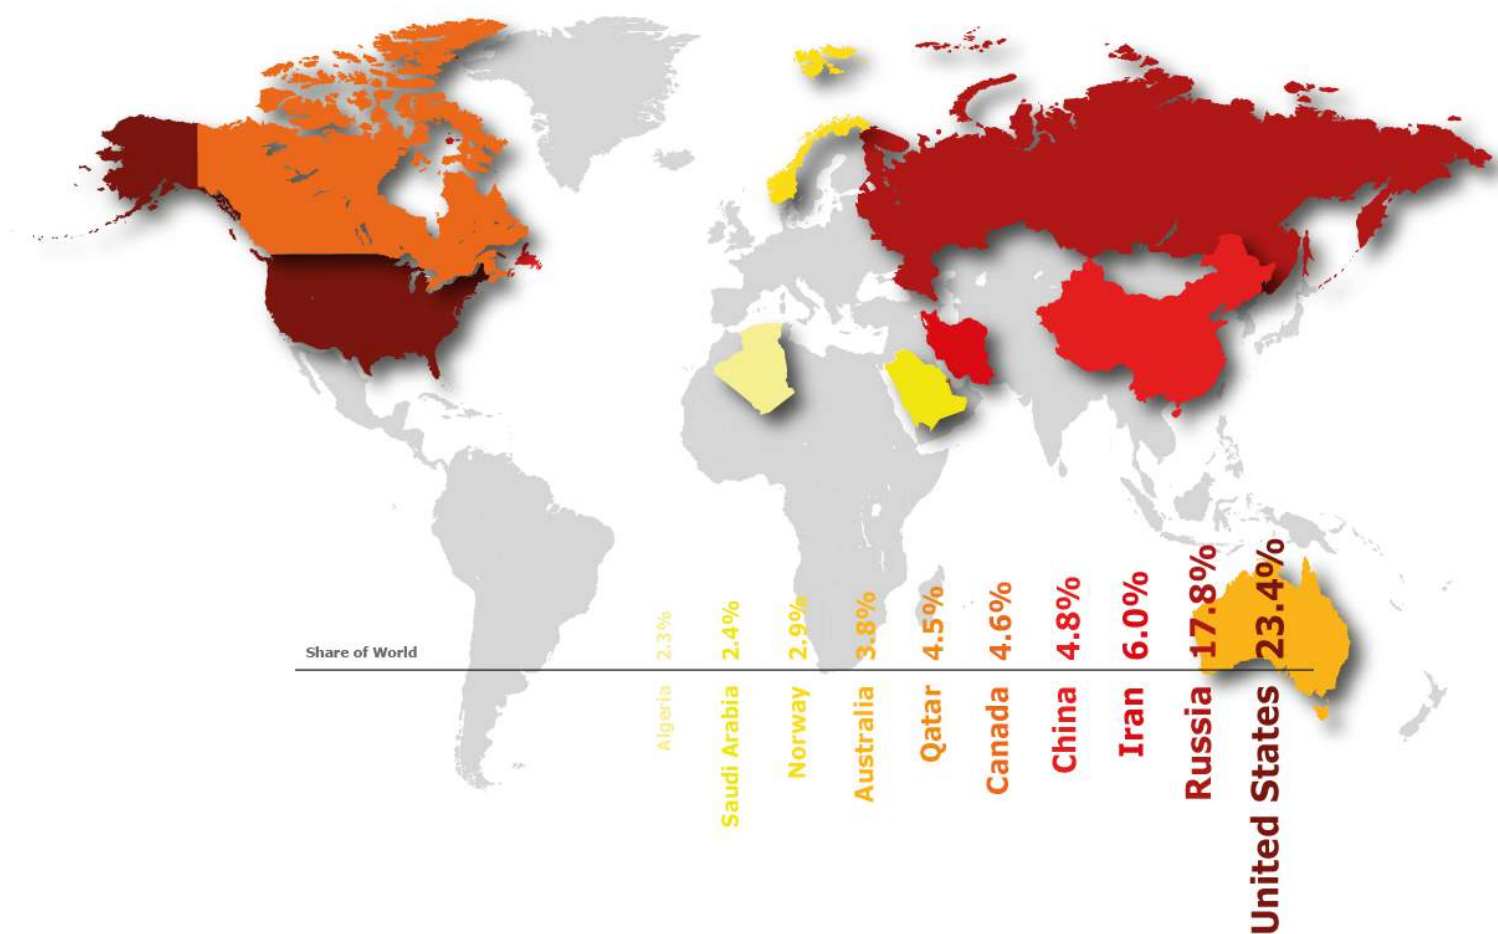 Share of World
2.3%
2.4%
2.9%
3.8%
4.5%
4.6%
4.8%
6.0%
17.8%
23.4%
Algeria
Saudi Arabia
Norway
Australia
Qatar
Canada
China
Iran
Russia
United States